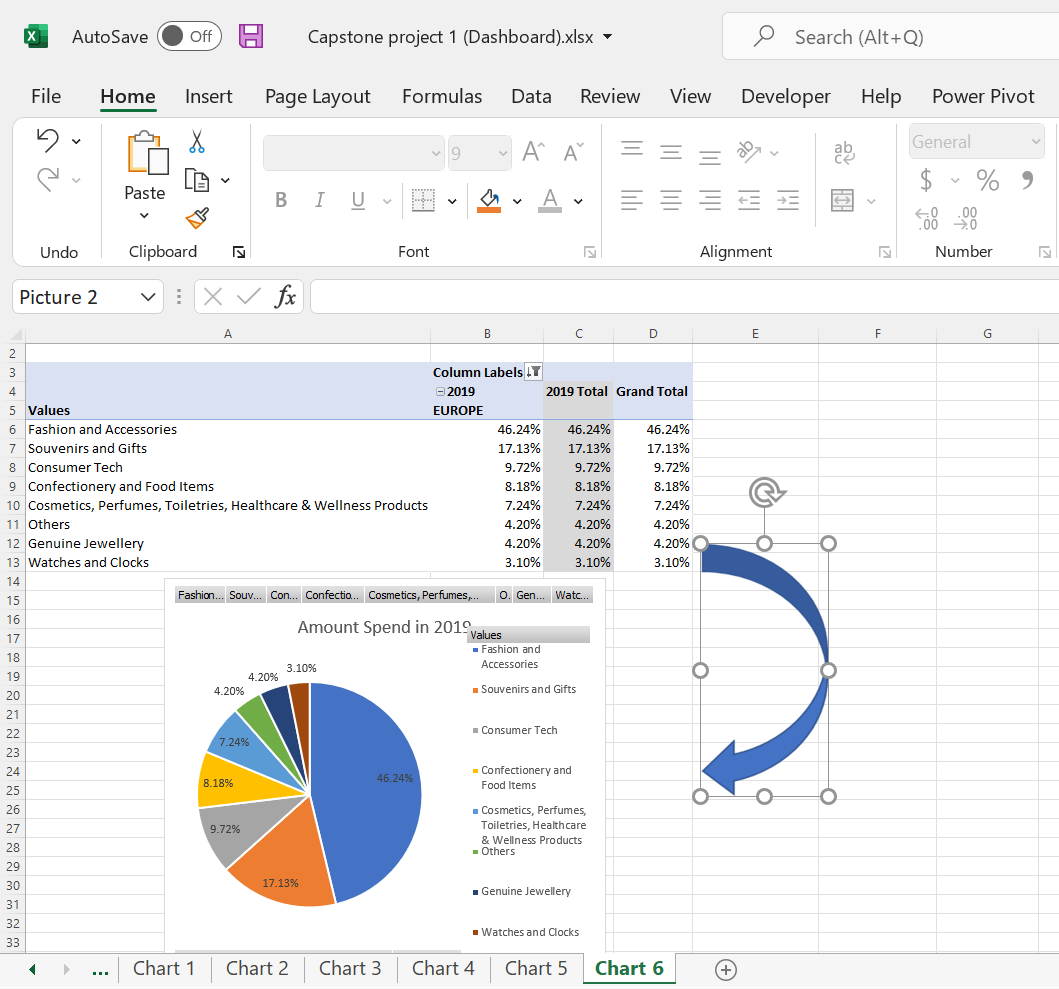 AutoSave Off Capstone project 1 (Dashboard).xlsx Search (Alt+Q)
File Home Insert Page Layout Formulas Data Review View Developer Help Power Pivot
9 A^ A˅ ab General
Paste B I U A $ % 9
←0 .00 .00 →0
Undo Clipboard Font Alignment Number
Picture 2 fx
A B C D E F G
2
3 Column Labels
4 2019 2019 Total Grand Total
5 Values EUROPE
6 Fashion and Accessories 46.24% 46.24% 46.24%
7 Souvenirs and Gifts 17.13% 17.13% 17.13%
8 Consumer Tech 9.72% 9.72% 9.72%
9 Confectionery and Food Items 8.18% 8.18% 8.18%
10 Cosmetics, Perfumes, Toiletries, Healthcare & Wellness Products 7.24% 7.24% 7.24%
11 Others 4.20% 4.20% 4.20%
12 Genuine Jewellery 4.20% 4.20% 4.20%
13 Watches and Clocks 3.10% 3.10% 3.10%
14
15 Fashion... Souv... Con... Confectio... Cosmetics, Perfumes,... O. Gen... Watc...
16
17 Amount Spend in 2019 Values
18 Fashion and
Accessories
19 4.20% 4.20% 3.10%
20 Souvenirs and Gifts
21
22 Consumer Tech
23 7.24%
24 46.24% Confectionery and
25 8.18% Food Items
26 Cosmetics, Perfumes,
27 9.72% Toiletries, Healthcare
& Wellness Products
28 Others
29
30 17.13% Genuine Jewellery
31
32 Watches and Clocks
33
... Chart 1 Chart 2 Chart 3 Chart 4 Chart 5 Chart 6